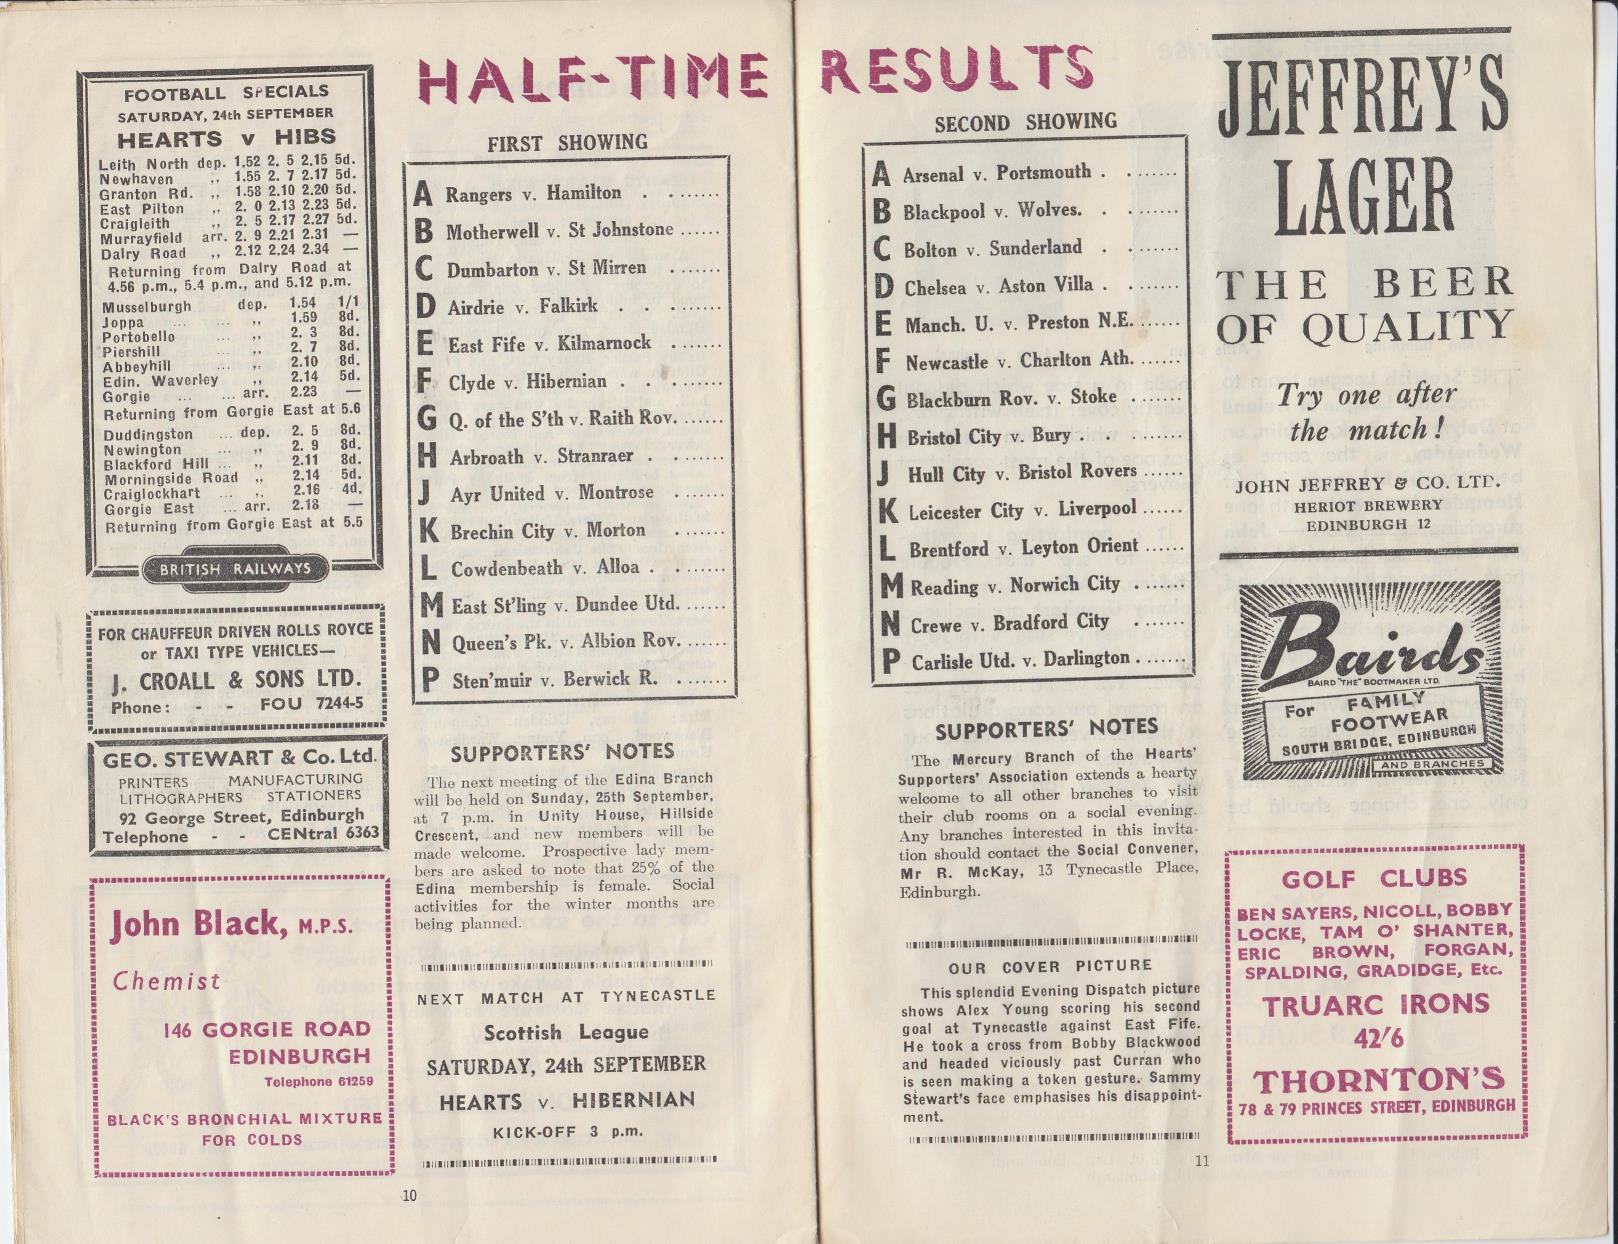 HALF-TIME RESULTS
FOOTBALL SPECIALS
SATURDAY, 24th SEPTEMBER
HEARTS v HIBS
Leith North dep. 1.52 2. 5 2.15 5d.
Newhaven ,, 1.55 2. 7 2.17 5d.
Granton Rd. ,, 1.58 2.10 2.20 5d.
East Pilton ,, 2. 0 2.13 2.23 5d.
Craigleith ,, 2. 5 2.17 2.27 5d.
Murrayfield arr. 2. 9 2.21 2.31 —
Dalry Road ,, 2.12 2.24 2.34 —
Returning from Dalry Road at
4.56 p.m., 5.4 p.m., and 5.12 p.m.
Musselburgh dep. 1.54 1/1
Joppa ... ... ,, 1.59 8d.
Portobello ... ,, 2. 3 8d.
Piershill ... ,, 2. 7 8d.
Abbeyhill ... ,, 2.10 8d.
Edin. Waverley ,, 2.14 5d.
Gorgie ... ... arr. 2.23 —
Returning from Gorgie East at 5.6
Duddingston ... dep. 2. 5 8d.
Newington ... ,, 2. 9 8d.
Blackford Hill ... ,, 2.11 8d.
Morningside Road ,, 2.14 5d.
Craiglockhart ... ,, 2.16 4d.
Gorgie East ... arr. 2.18 —
Returning from Gorgie East at 5.5
BRITISH RAILWAYS
FOR CHAUFFEUR DRIVEN ROLLS ROYCE
or TAXI TYPE VEHICLES—
J. CROALL & SONS LTD.
Phone: - - FOU 7244-5
GEO. STEWART & Co. Ltd.
PRINTERS MANUFACTURING
LITHOGRAPHERS STATIONERS
92 George Street, Edinburgh
Telephone - - CENtral 6363
John Black, M.P.S.
Chemist
146 GORGIE ROAD
EDINBURGH
Telephone 61259
BLACK'S BRONCHIAL MIXTURE
FOR COLDS
FIRST SHOWING
A Rangers v. Hamilton . . .......
B Motherwell v. St Johnstone ......
C Dumbarton v. St Mirren . .......
D Airdrie v. Falkirk . . . .......
E East Fife v. Kilmarnock . .......
F Clyde v. Hibernian . . . .......
G Q. of the S'th v. Raith Rov. ......
H Arbroath v. Stranraer . . .......
J Ayr United v. Montrose . .......
K Brechin City v. Morton . .......
L Cowdenbeath v. Alloa . . .......
M East St'ling v. Dundee Utd. ......
N Queen's Pk. v. Albion Rov. ......
P Sten'muir v. Berwick R. . .......
SUPPORTERS' NOTES
The next meeting of the Edina Branch
will be held on Sunday, 25th September,
at 7 p.m. in Unity House, Hillside
Crescent, and new members will be
made welcome. Prospective lady mem-
bers are asked to note that 25% of the
Edina membership is female. Social
activities for the winter months are
being planned.
NEXT MATCH AT TYNECASTLE
Scottish League
SATURDAY, 24th SEPTEMBER
HEARTS v. HIBERNIAN
KICK-OFF 3 p.m.
10
SECOND SHOWING
A Arsenal v. Portsmouth . . .......
B Blackpool v. Wolves. . . .......
C Bolton v. Sunderland . . .......
D Chelsea v. Aston Villa . . .......
E Manch. U. v. Preston N.E. ......
F Newcastle v. Charlton Ath. ......
G Blackburn Rov. v. Stoke . ......
H Bristol City v. Bury . . .......
J Hull City v. Bristol Rovers ......
K Leicester City v. Liverpool ......
L Brentford v. Leyton Orient ......
M Reading v. Norwich City . ......
N Crewe v. Bradford City . ......
P Carlisle Utd. v. Darlington . ......
SUPPORTERS' NOTES
The Mercury Branch of the Hearts'
Supporters' Association extends a hearty
welcome to all other branches to visit
their club rooms on a social evening.
Any branches interested in this invita-
tion should contact the Social Convener,
Mr R. McKay, 13 Tynecastle Place,
Edinburgh.
OUR COVER PICTURE
This splendid Evening Dispatch picture
shows Alex Young scoring his second
goal at Tynecastle against East Fife.
He took a cross from Bobby Blackwood
and headed viciously past Curran who
is seen making a token gesture. Sammy
Stewart's face emphasises his disappoint-
ment.
11
JEFFREY'S
LAGER
THE BEER
OF QUALITY
Try one after
the match!
JOHN JEFFREY & CO. LTD.
HERIOT BREWERY
EDINBURGH 12
Bairds
BAIRD "THE" BOOTMAKER LTD.
For FAMILY
FOOTWEAR
SOUTH BRIDGE, EDINBURGH
AND BRANCHES
GOLF CLUBS
BEN SAYERS, NICOLL, BOBBY
LOCKE, TAM O' SHANTER,
ERIC BROWN, FORGAN,
SPALDING, GRADIDGE, Etc.
TRUARC IRONS
42/6
THORNTON'S
78 & 79 PRINCES STREET, EDINBURGH